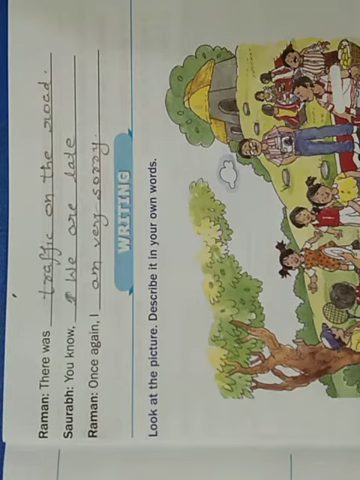 Raman: There was traffic on the road.
Saurabh: You know, We are late
Raman: Once again, I am very sorry.
WRITING
Look at the picture. Describe it in your own words.